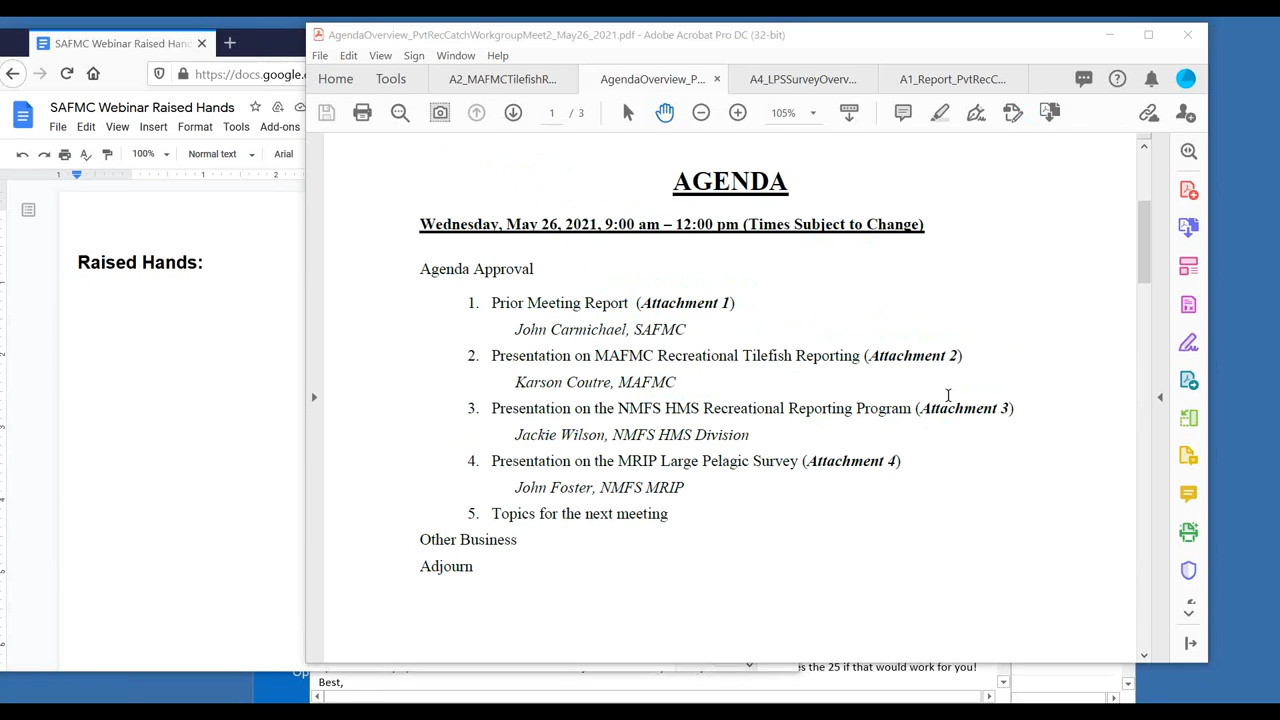 SAFMC Webinar Raised Han
https://docs.google.
SAFMC Webinar Raised Hands
File Edit View Insert Format Tools Add-ons
100% Normal text Arial
1 1 2
Raised Hands:
AgendaOverview_PvtRecCatchWorkgroupMeet2_May26_2021.pdf - Adobe Acrobat Pro DC (32-bit)
File Edit View Sign Window Help
Home Tools A2_MAFMCTilefishR... AgendaOverview_P... A4_LPSSurveyOverv... A1_Report_PvtRecC...
1 / 3 105%
AGENDA
Wednesday, May 26, 2021, 9:00 am – 12:00 pm (Times Subject to Change)
Agenda Approval
1. Prior Meeting Report (Attachment 1)
John Carmichael, SAFMC
2. Presentation on MAFMC Recreational Tilefish Reporting (Attachment 2)
Karson Coutre, MAFMC
3. Presentation on the NMFS HMS Recreational Reporting Program (Attachment 3)
Jackie Wilson, NMFS HMS Division
4. Presentation on the MRIP Large Pelagic Survey (Attachment 4)
John Foster, NMFS MRIP
5. Topics for the next meeting
Other Business
Adjourn
es the 25 if that would work for you!
Best,